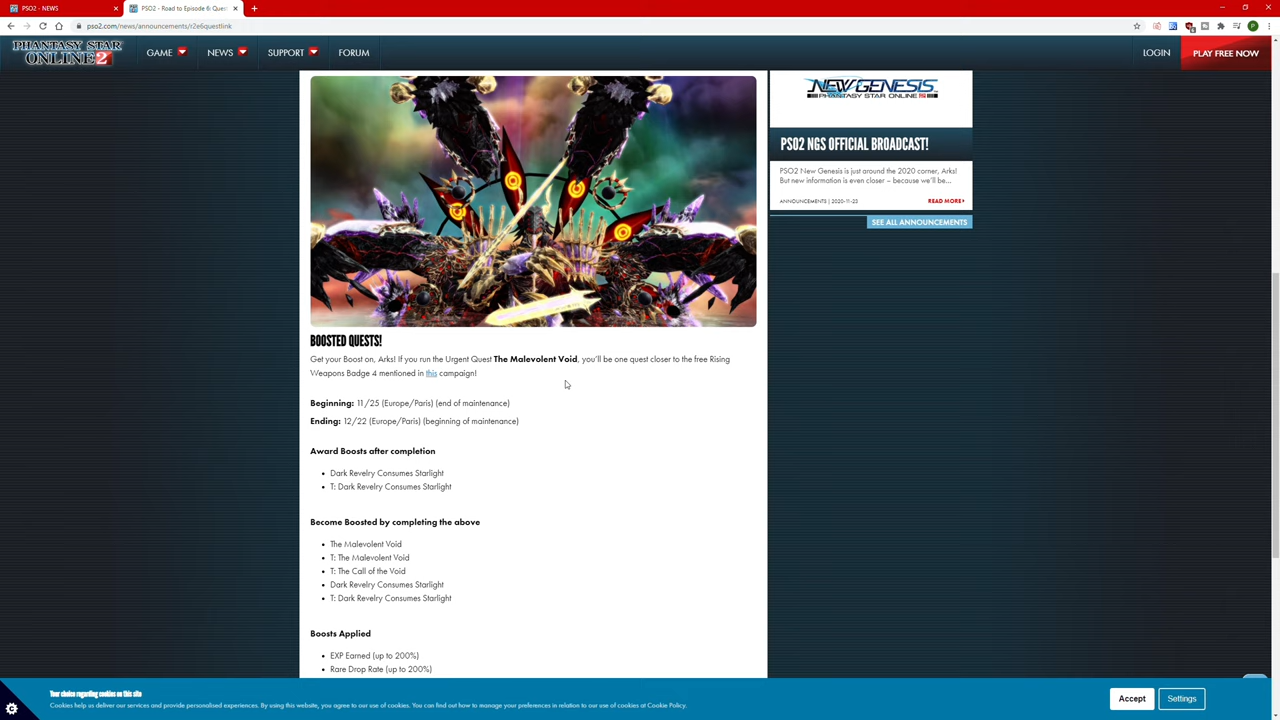 PSO2 - NEWS
PSO2 - Road to Episode 6: Quest
pso2.com/news/announcements/r2e6questlink
PHANTASY STAR
ONLINE 2
GAME
NEWS
SUPPORT
FORUM
LOGIN
PLAY FREE NOW
NEW GENESIS
PHANTASY STAR ONLINE 2
PSO2 NGS OFFICIAL BROADCAST!
PSO2 New Genesis is just around the 2020 corner, Arks!
But new information is even closer – because we'll be...
ANNOUNCEMENTS | 2020-11-23
READ MORE
SEE ALL ANNOUNCEMENTS
BOOSTED QUESTS!
Get your Boost on, Arks! If you run the Urgent Quest The Malevolent Void, you'll be one quest closer to the free Rising
Weapons Badge 4 mentioned in this campaign!
Beginning: 11/25 (Europe/Paris) (end of maintenance)
Ending: 12/22 (Europe/Paris) (beginning of maintenance)
Award Boosts after completion
Dark Revelry Consumes Starlight
T: Dark Revelry Consumes Starlight
Become Boosted by completing the above
The Malevolent Void
T: The Malevolent Void
T: The Call of the Void
Dark Revelry Consumes Starlight
T: Dark Revelry Consumes Starlight
Boosts Applied
EXP Earned (up to 200%)
Rare Drop Rate (up to 200%)
Your choice regarding cookies on this site
Cookies help us deliver our services and provide personalised experiences. By using this website, you agree to our use of cookies. You can find out how to manage your preferences in relation to our use of cookies at Cookie Policy.
Accept
Settings